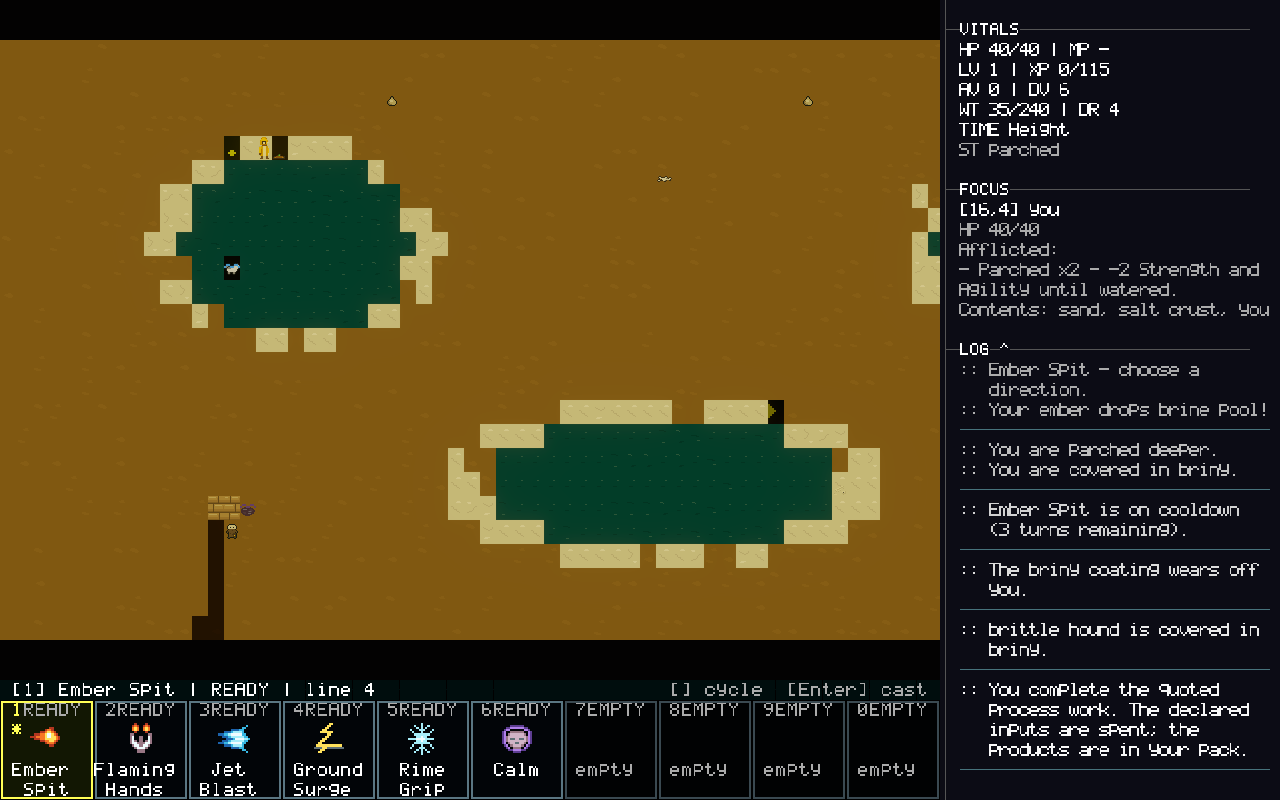 VITALS
HP 40/40 | MP -
LV 1 | XP 0/115
AV 0 | DV 6
WT 35/240 | DR 4
TIME Height
ST Parched
FOCUS
[16,4] You
HP 40/40
Afflicted:
- Parched x2 - -2 Strength and
Agility until watered.
Contents: sand, salt crust, you
LOG ^
:: Ember Spit - choose a
direction.
:: Your ember drops brine pool!
:: You are Parched deeper.
:: You are covered in briny.
:: Ember Spit is on cooldown
(3 turns remaining).
:: The briny coating wears off
you.
:: brittle hound is covered in
briny.
:: You complete the quoted
Process work. The declared
inputs are spent; the
products are in your pack.
[1] Ember Spit | READY | line 4
[] cycle [Enter] cast
1READY 2READY 3READY 4READY 5READY 6READY 7EMPTY 8EMPTY 9EMPTY 0EMPTY
*
Ember Flaming Jet Ground Rime Calm empty empty empty empty
Spit Hands Blast Surge Grip